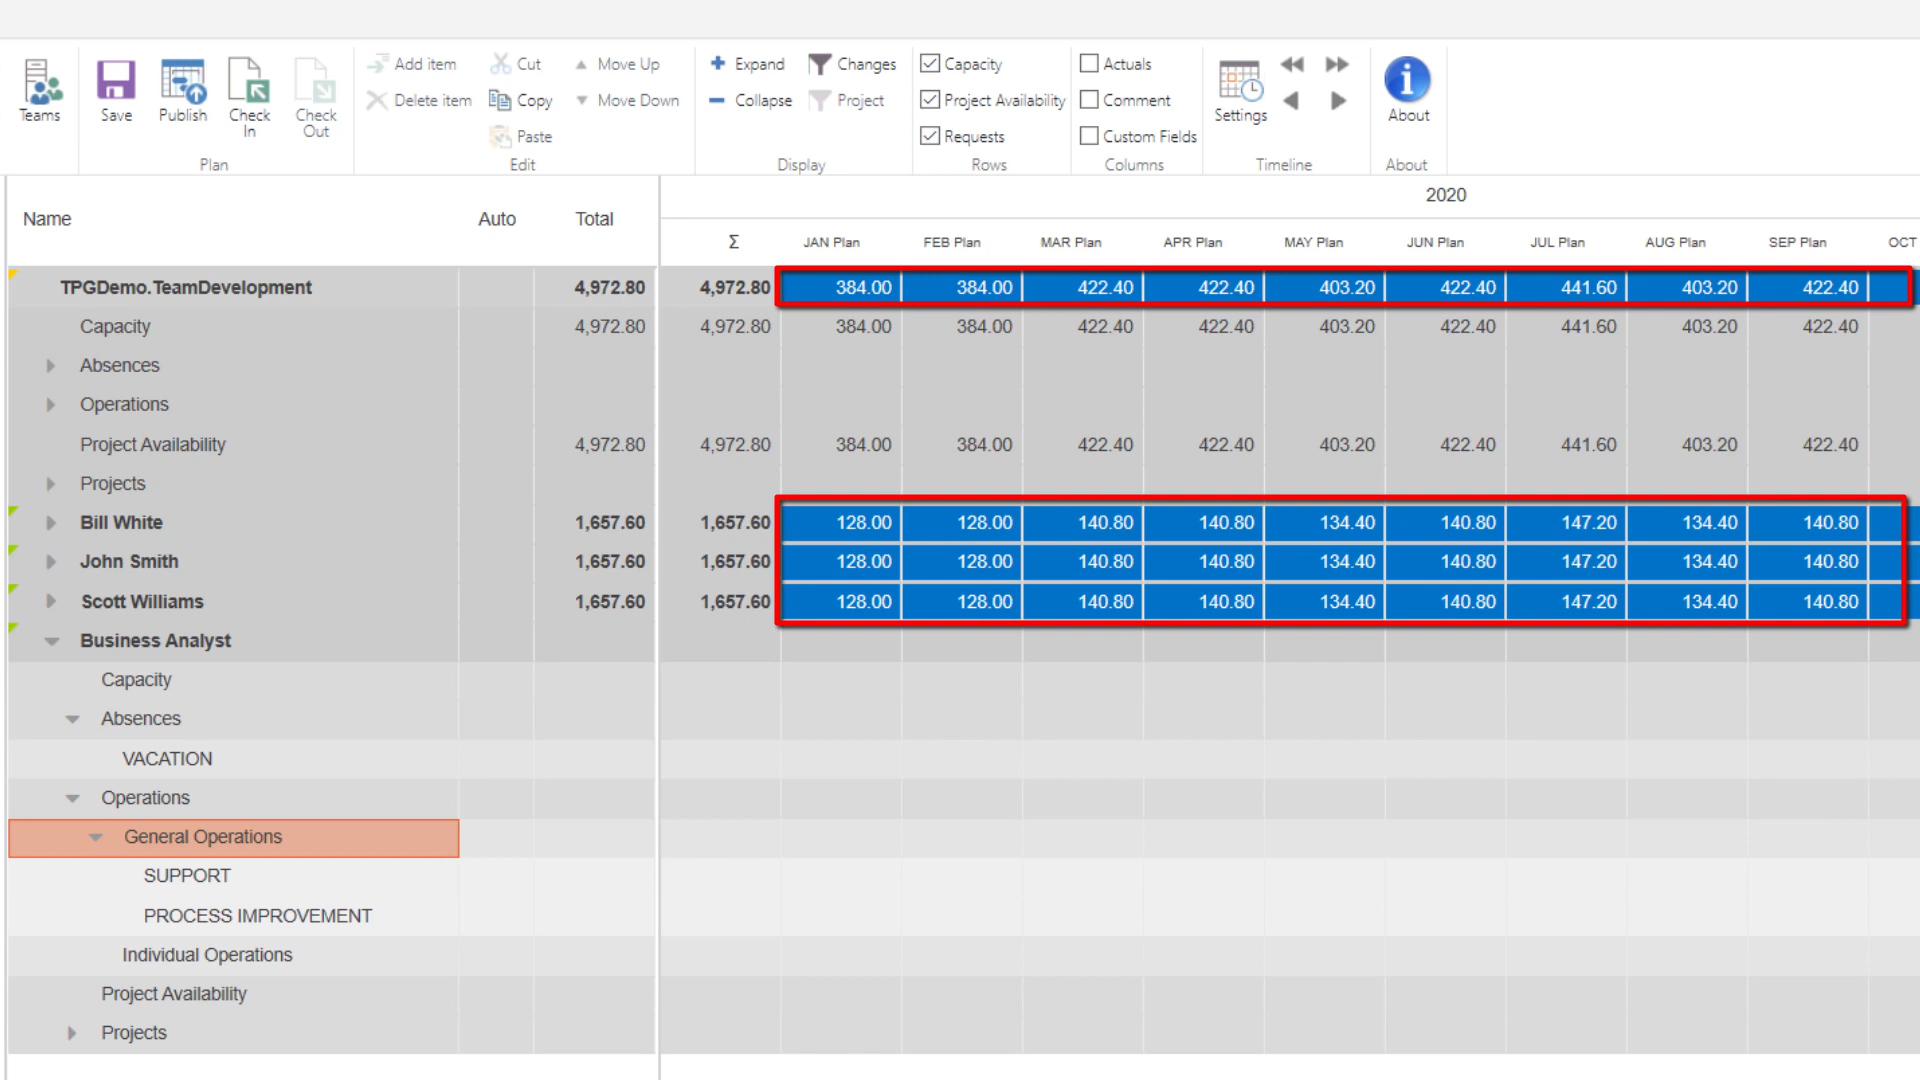 Teams Save Publish Check In Check Out
Plan
Add item Cut Move Up
Delete item Copy Move Down
Paste
Edit
Expand Changes
Collapse Project
Display
Capacity
Project Availability
Requests
Rows
Actuals
Comment
Custom Fields
Columns
Settings
Timeline
About
About
2020
Name Auto Total
Σ JAN Plan FEB Plan MAR Plan APR Plan MAY Plan JUN Plan JUL Plan AUG Plan SEP Plan OCT
TPGDemo.TeamDevelopment 4,972.80 4,972.80 384.00 384.00 422.40 422.40 403.20 422.40 441.60 403.20 422.40
Capacity 4,972.80 4,972.80 384.00 384.00 422.40 422.40 403.20 422.40 441.60 403.20 422.40
Absences
Operations
Project Availability 4,972.80 4,972.80 384.00 384.00 422.40 422.40 403.20 422.40 441.60 403.20 422.40
Projects
Bill White 1,657.60 1,657.60 128.00 128.00 140.80 140.80 134.40 140.80 147.20 134.40 140.80
John Smith 1,657.60 1,657.60 128.00 128.00 140.80 140.80 134.40 140.80 147.20 134.40 140.80
Scott Williams 1,657.60 1,657.60 128.00 128.00 140.80 140.80 134.40 140.80 147.20 134.40 140.80
Business Analyst
Capacity
Absences
VACATION
Operations
General Operations
SUPPORT
PROCESS IMPROVEMENT
Individual Operations
Project Availability
Projects